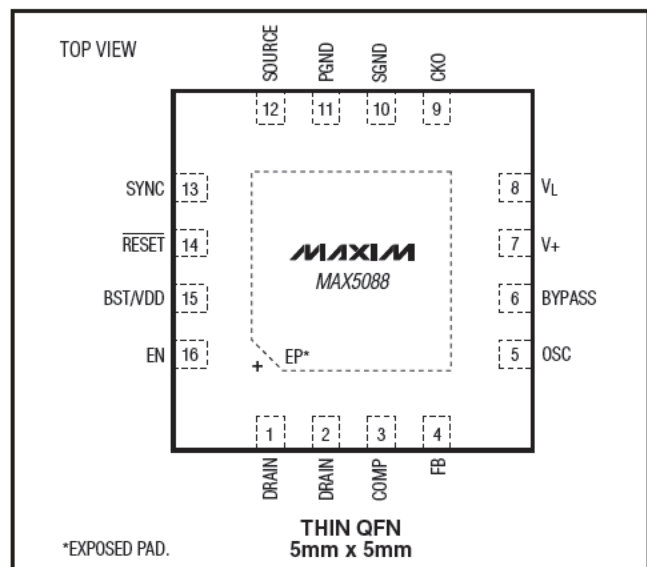 TOP VIEW
SOURCE
PGND
SGND
CKO
12
11
10
9
SYNC 13
8 VL
RESET 14
7 V+
BST/VDD 15
6 BYPASS
EN 16
5 OSC
MAXIM
MAX5088
+ EP*
1
2
3
4
DRAIN
DRAIN
COMP
FB
*EXPOSED PAD.
THIN QFN
5mm x 5mm